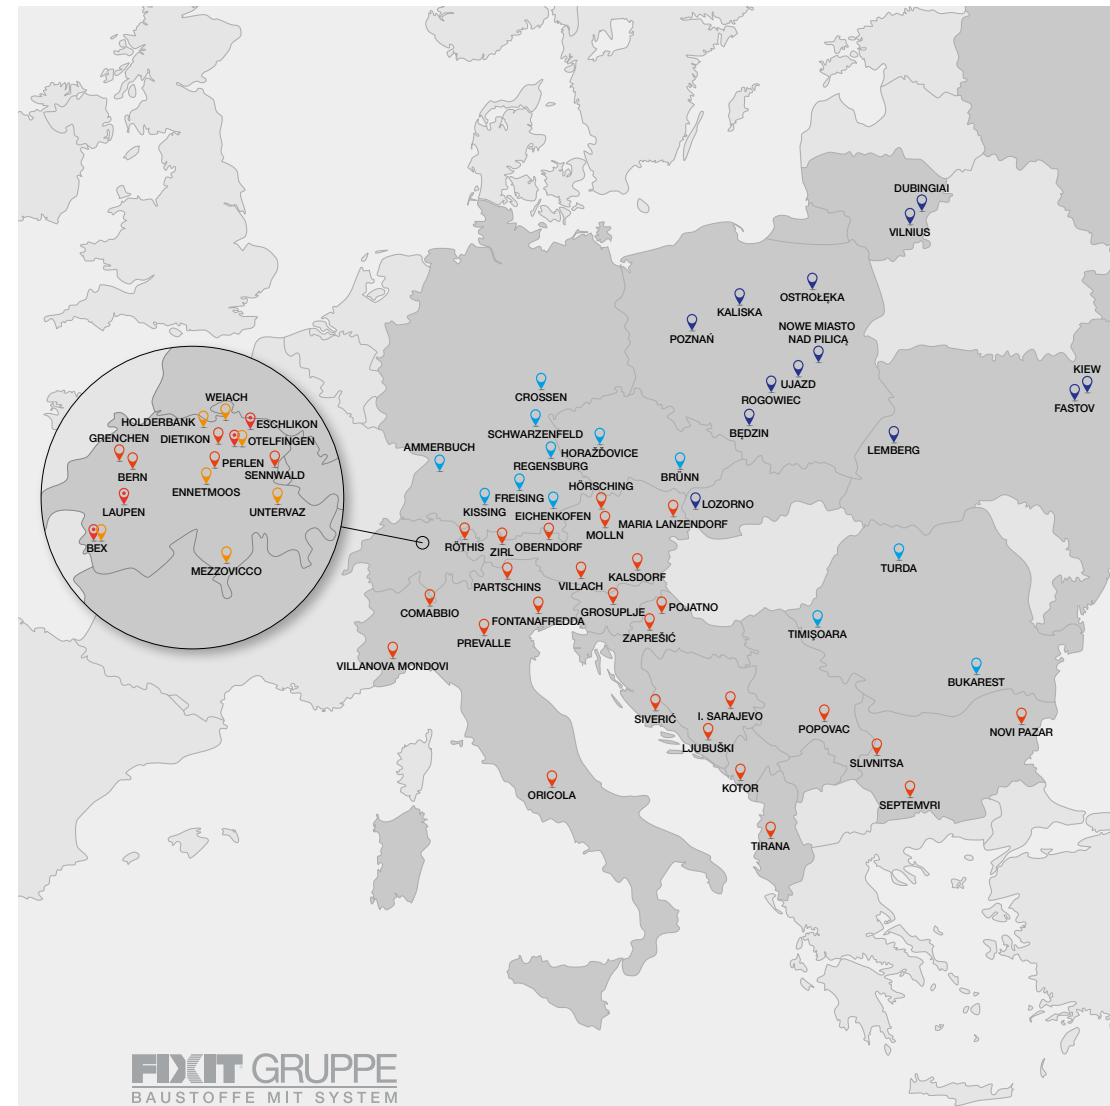 DUBINGIAI
VILNIUS
OSTROŁĘKA
KALISKA
POZNAŃ
NOWE MIASTO
NAD PILICĄ
UJAZD
ROGOWIEC
BĘDZIN
KIEW
FASTOV
LEMBERG
CROSSEN
SCHWARZENFELD
HORAŽĎOVICE
AMMERBUCH
REGENSBURG
BRÜNN
FREISING
HÖRSCHING
KISSING
EICHENKOFEN
LOZORNO
MARIA LANZENDORF
MOLLN
RÖTHIS
ZIRL
OBERNDORF
PARTSCHINS
VILLACH
KALSDORF
COMABBIO
FONTANAFREDDA
GROSUPLJE
POJATNO
PREVALLE
ZAPREŠIĆ
VILLANOVA MONDOVI
TURDA
TIMIŞOARA
BUKAREST
SIVERIĆ
I. SARAJEVO
POPOVAC
NOVI PAZAR
LJUBUŠKI
SLIVNITSA
KOTOR
SEPTEMVRI
ORICOLA
TIRANA
WEIACH
HOLDERBANK
ESCHLIKON
GRENCHEN
DIETIKON
OTELFINGEN
BERN
PERLEN
SENNWALD
ENNETMOOS
LAUPEN
UNTERVAZ
BEX
MEZZOVICCO
FIXIT GRUPPE
BAUSTOFFE MIT SYSTEM